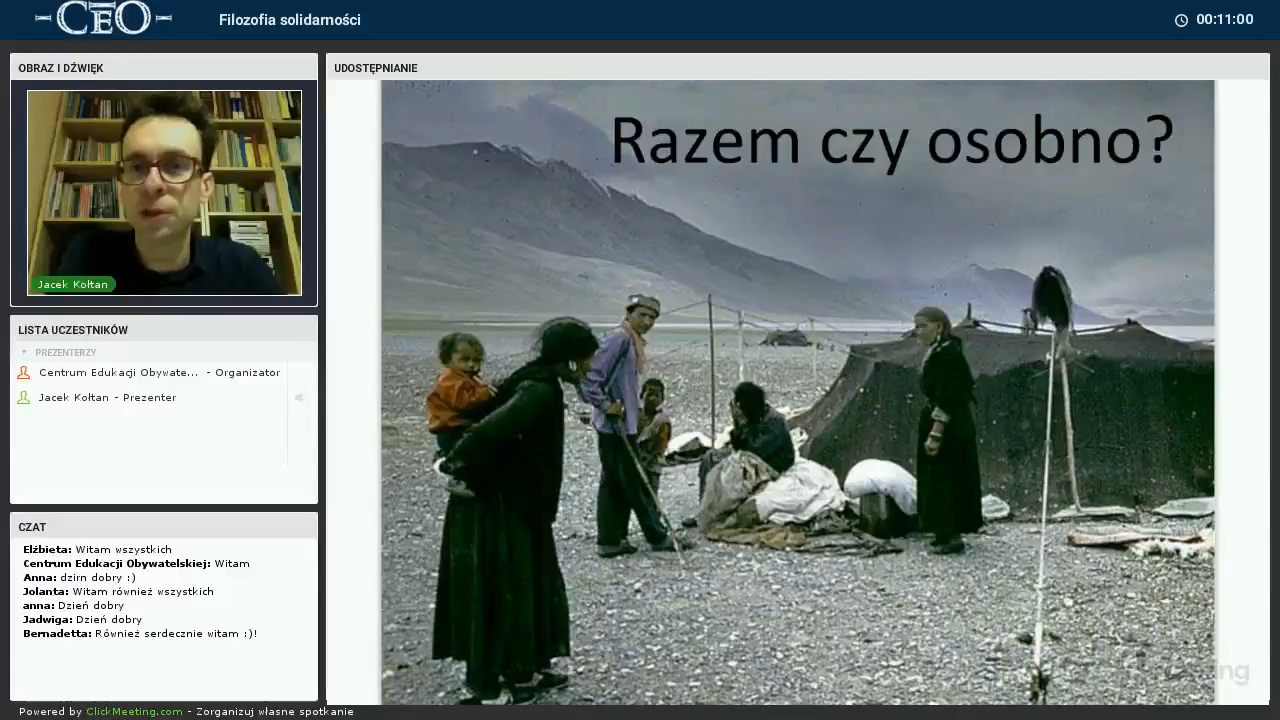 CEO
Filozofia solidarności
00:11:00
OBRAZ I DŹWIĘK
Jacek Kołtan
LISTA UCZESTNIKÓW
PREZENTERZY
Centrum Edukacji Obywate... - Organizator
Jacek Kołtan - Prezenter
CZAT
Elżbieta: Witam wszystkich
Centrum Edukacji Obywatelskiej: Witam
Anna: dzirn dobry :)
Jolanta: Witam również wszystkich
anna: Dzień dobry
Jadwiga: Dzień dobry
Bernadetta: Również serdecznie witam :)!
UDOSTĘPNIANIE
Razem czy osobno?
Powered by ClickMeeting.com - Zorganizuj własne spotkanie